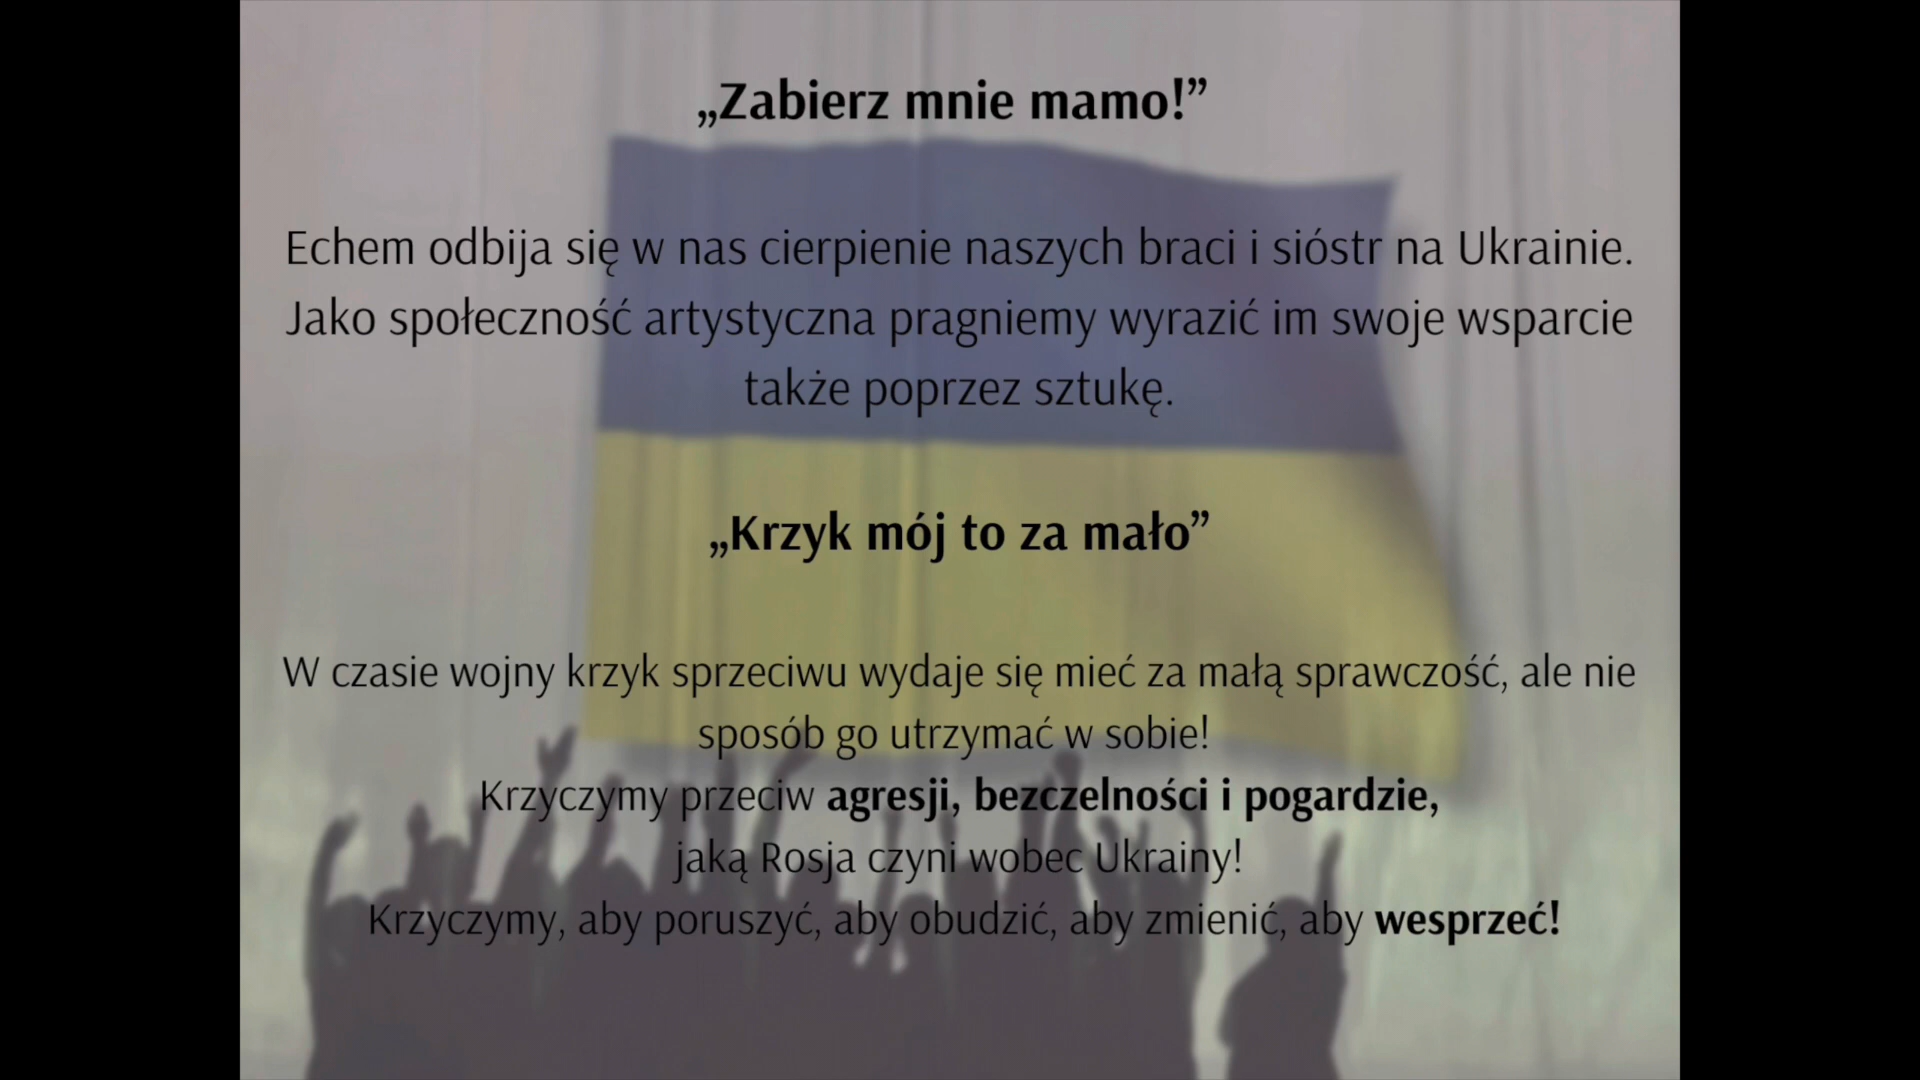 „Zabierz mnie mamo!”
Echem odbija się w nas cierpienie naszych braci i sióstr na Ukrainie.
Jako społeczność artystyczna pragniemy wyrazić im swoje wsparcie
także poprzez sztukę.
„Krzyk mój to za mało”
W czasie wojny krzyk sprzeciwu wydaje się mieć za małą sprawczość, ale nie
sposób go utrzymać w sobie!
Krzyczymy przeciw agresji, bezczelności i pogardzie,
jaką Rosja czyni wobec Ukrainy!
Krzyczymy, aby poruszyć, aby obudzić, aby zmienić, aby wesprzeć!